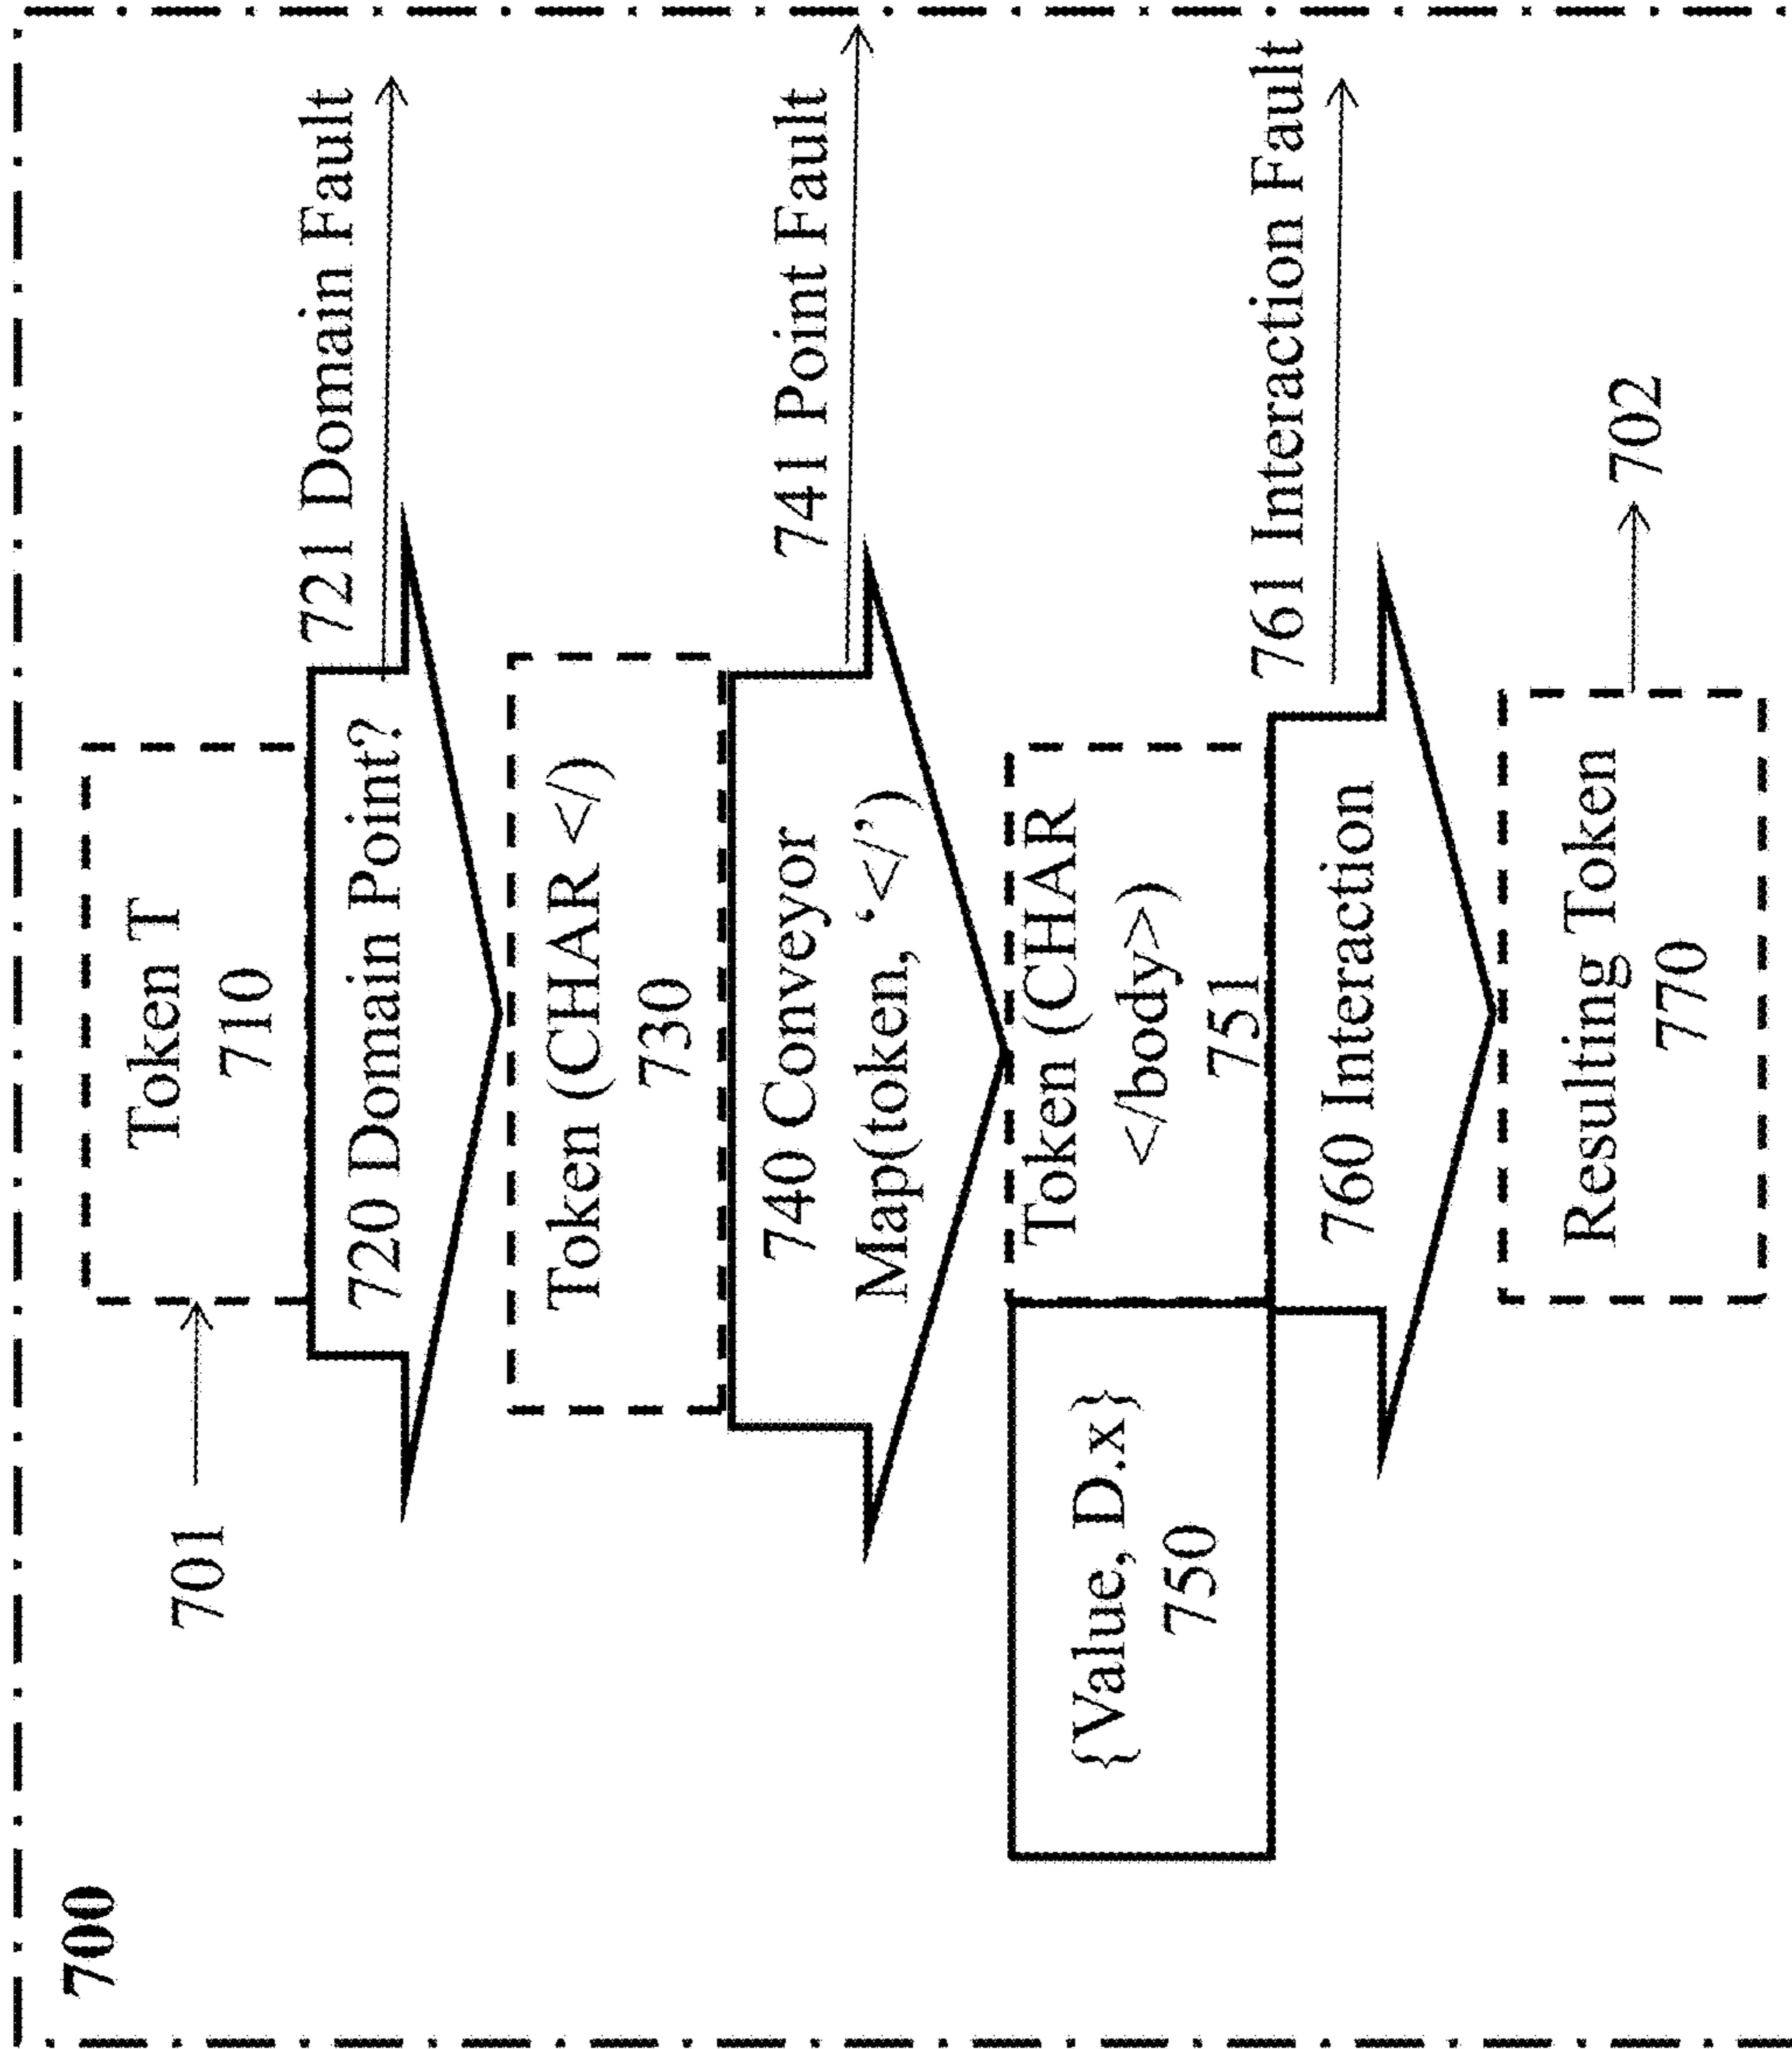 700
701
Token T
710
720 Domain Point?
721 Domain Fault
Token (CHAR </)
730
740 Conveyor
Map(token, ‘</’)
741 Point Fault
{Value, D.x}
750
Token (CHAR
</body>)
751
760 Interaction
761 Interaction Fault
Resulting Token
770
702